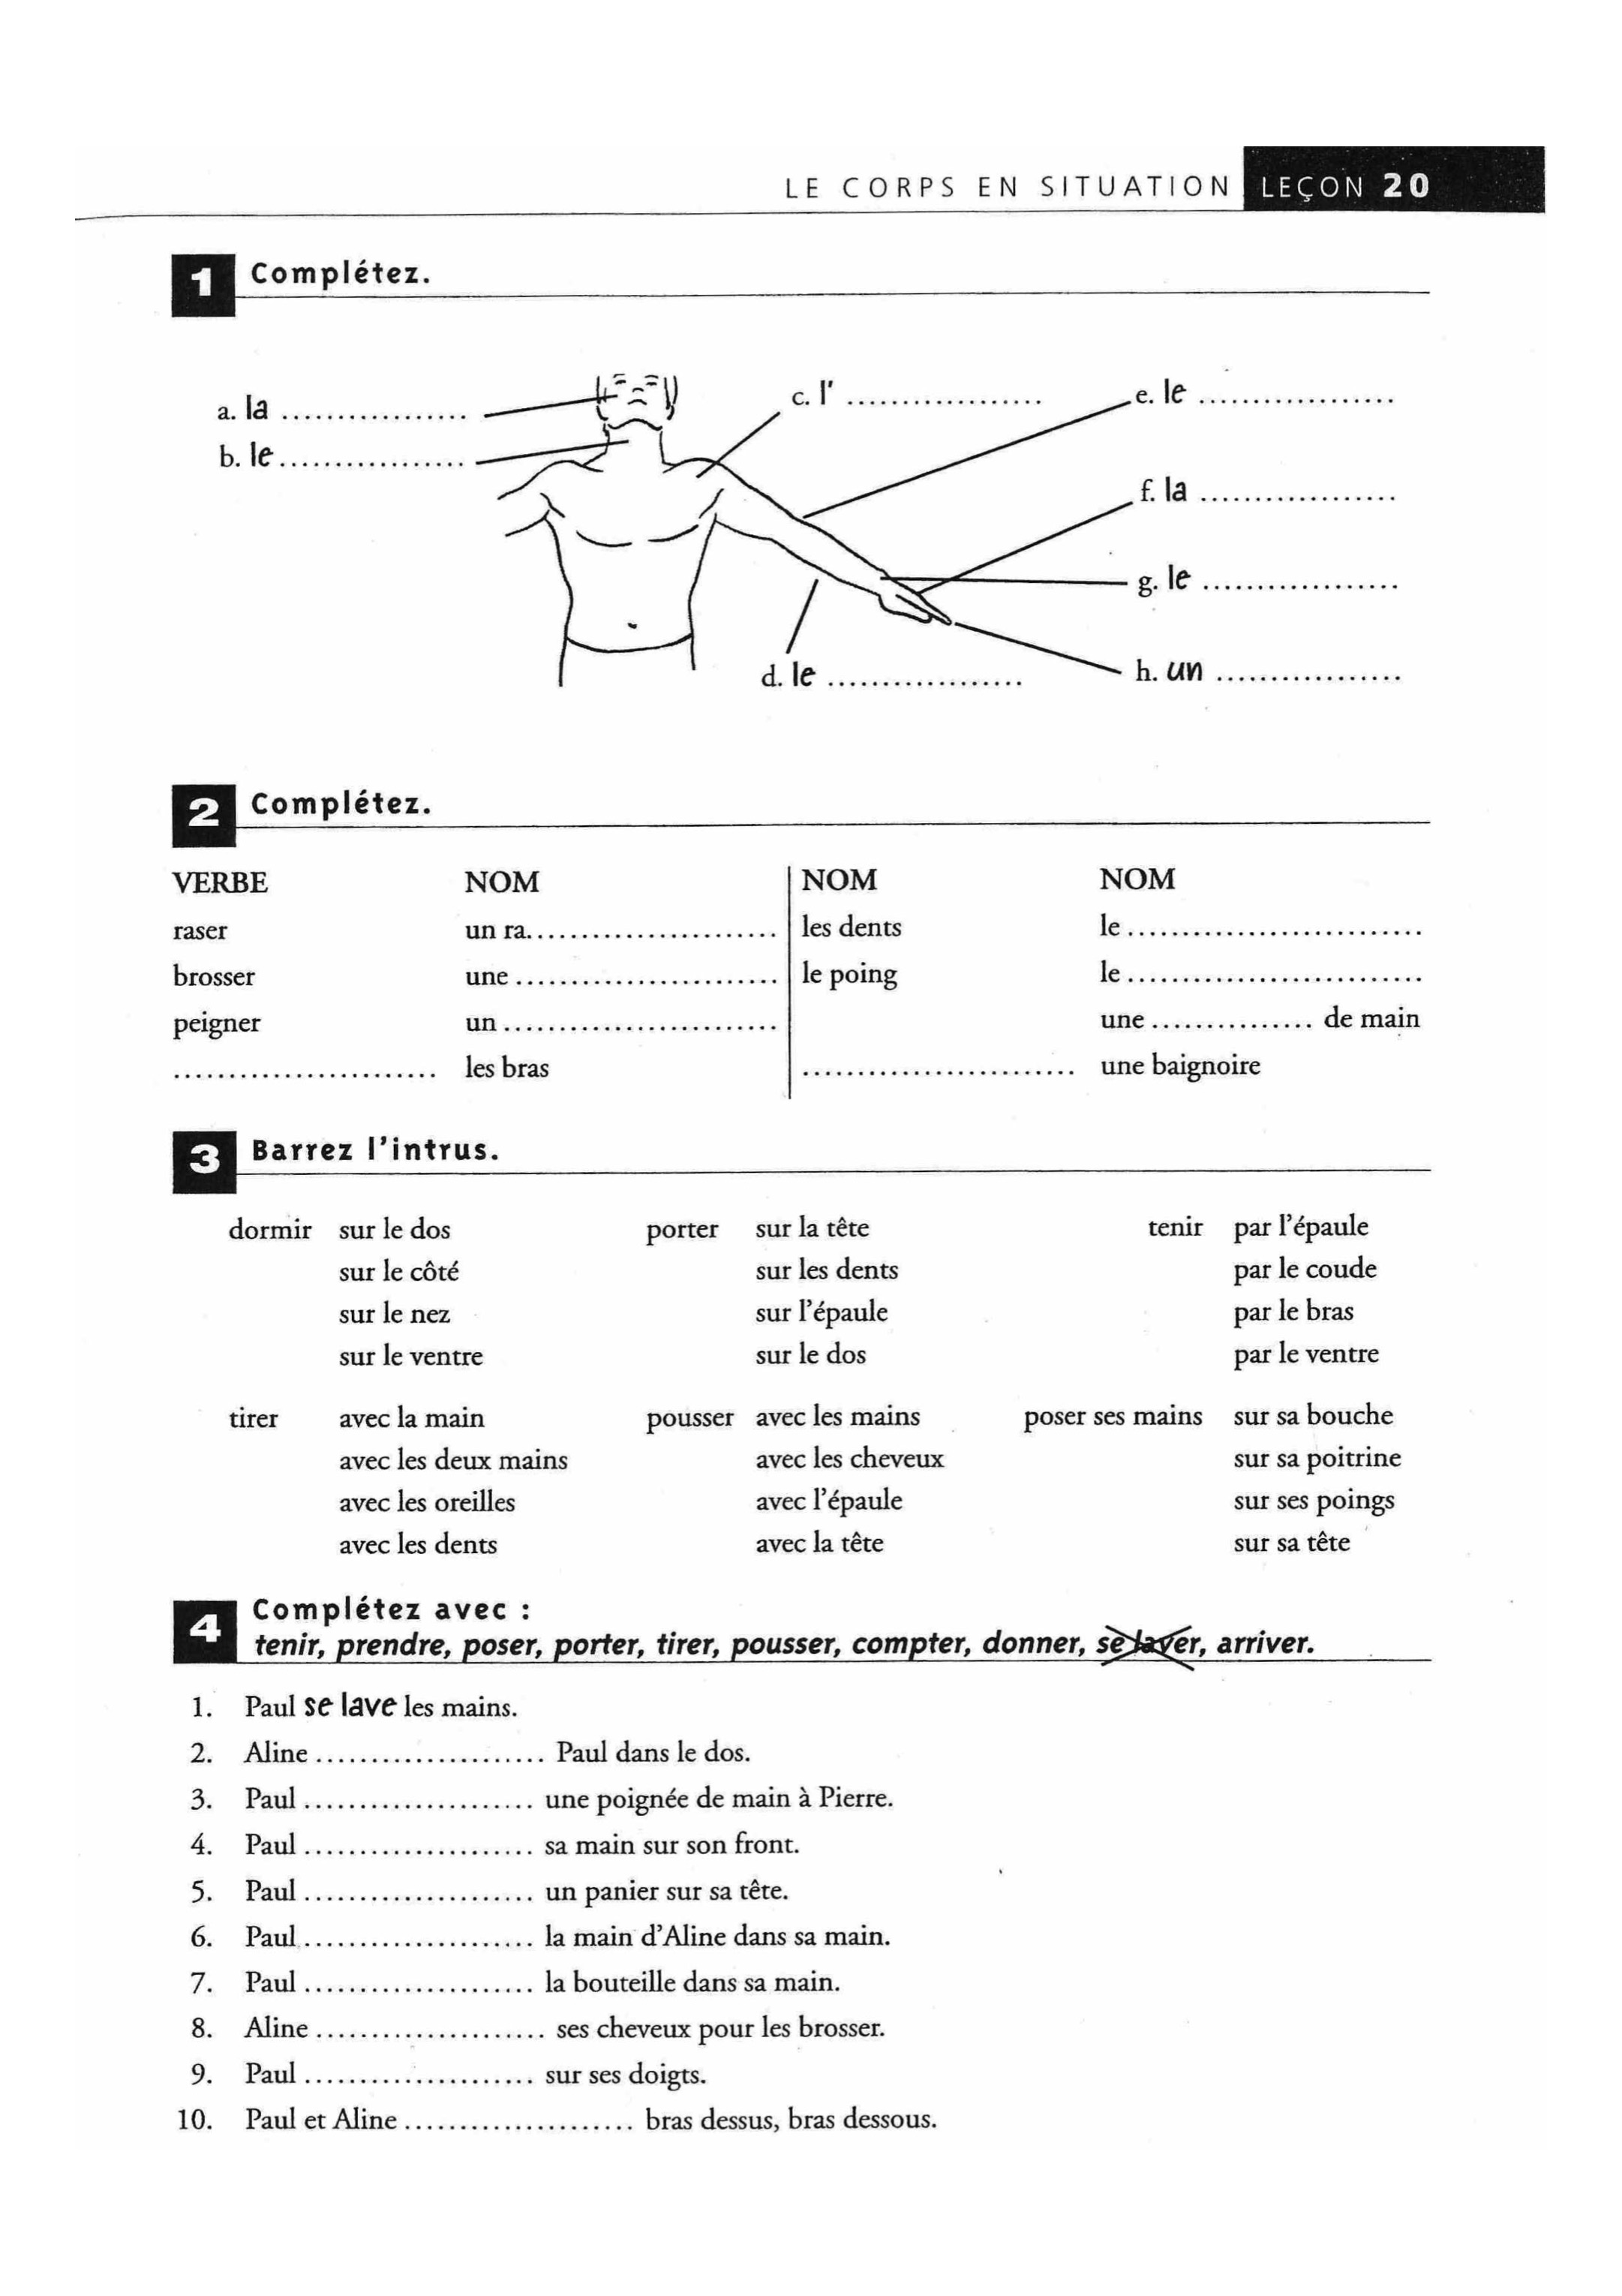 LE CORPS EN SITUATION LEÇON 20
1 Complétez.
a. la .................
b. le .................
c. l' ..................
d. le ..................
e. le ..................
f. la ..................
g. le ..................
h. un .................
2 Complétez.
VERBE NOM NOM NOM
raser un ra....................... les dents le ...........................
brosser une ........................ le poing le ...........................
peigner un ......................... une ............... de main
........................ les bras ......................... une baignoire
3 Barrez l'intrus.
dormir sur le dos porter sur la tête tenir par l'épaule
sur le côté sur les dents par le coude
sur le nez sur l'épaule par le bras
sur le ventre sur le dos par le ventre
tirer avec la main pousser avec les mains poser ses mains sur sa bouche
avec les deux mains avec les cheveux sur sa poitrine
avec les oreilles avec l'épaule sur ses poings
avec les dents avec la tête sur sa tête
4 Complétez avec :
tenir, prendre, poser, porter, tirer, pousser, compter, donner, se laver, arriver.
1. Paul se lave les mains.
2. Aline ..................... Paul dans le dos.
3. Paul ..................... une poignée de main à Pierre.
4. Paul ..................... sa main sur son front.
5. Paul ..................... un panier sur sa tête.
6. Paul ..................... la main d'Aline dans sa main.
7. Paul ..................... la bouteille dans sa main.
8. Aline ..................... ses cheveux pour les brosser.
9. Paul ..................... sur ses doigts.
10. Paul et Aline ..................... bras dessus, bras dessous.